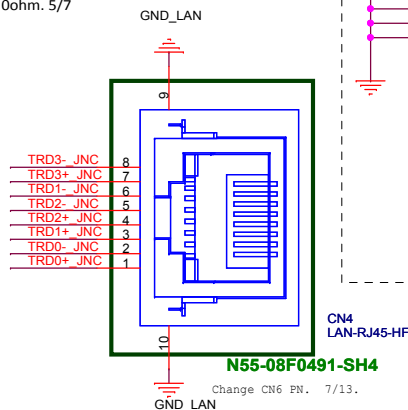 0ohm. 5/7
GND_LAN
9
TRD3-_JNC 8
TRD3+_JNC 7
TRD1-_JNC 6
TRD2-_JNC 5
TRD2+_JNC 4
TRD1+_JNC 3
TRD0-_JNC 2
TRD0+_JNC 1
10
CN4
LAN-RJ45-HF
N55-08F0491-SH4
Change CN6 PN. 7/13.
GND_LAN